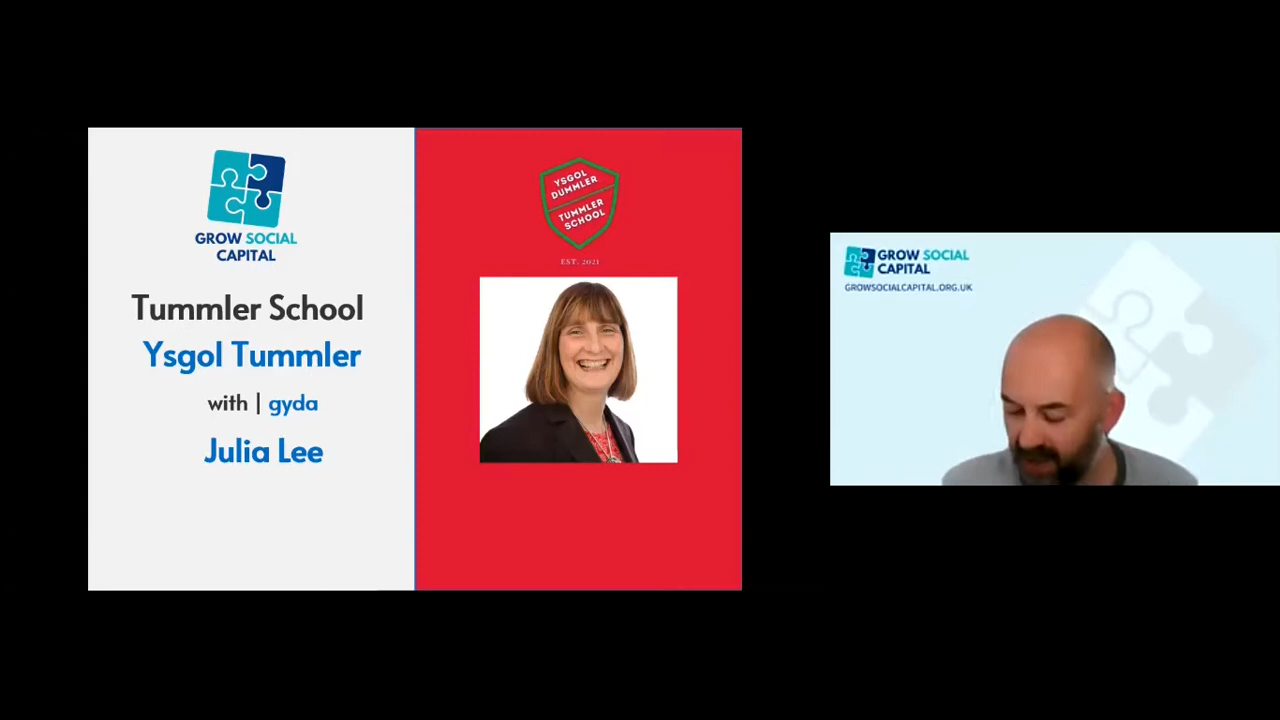 GROW SOCIAL
CAPITAL
Tummler School
Ysgol Tummler
with | gyda
Julia Lee
YSGOL
DUMMLER
TUMMLER
SCHOOL
EST. 2021
GROW SOCIAL
CAPITAL
GROWSOCIALCAPITAL.ORG.UK